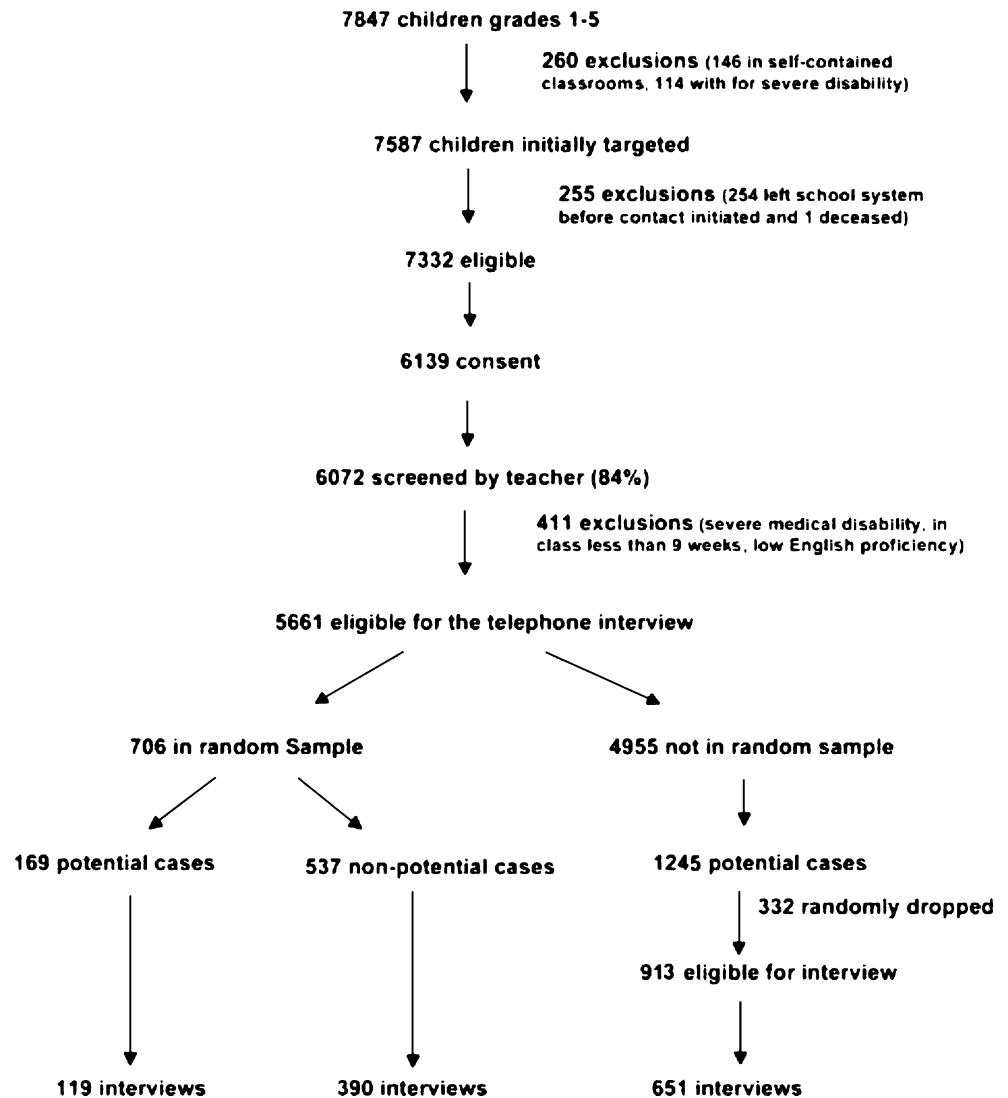 7847 children grades 1-5
260 exclusions (146 in self-contained
classrooms, 114 with for severe disability)
7587 children initially targeted
255 exclusions (254 left school system
before contact initiated and 1 deceased)
7332 eligible
6139 consent
6072 screened by teacher (84%)
411 exclusions (severe medical disability, in
class less than 9 weeks, low English proficiency)
5661 eligible for the telephone interview
706 in random Sample
4955 not in random sample
169 potential cases
537 non-potential cases
1245 potential cases
332 randomly dropped
913 eligible for interview
119 interviews
390 interviews
651 interviews